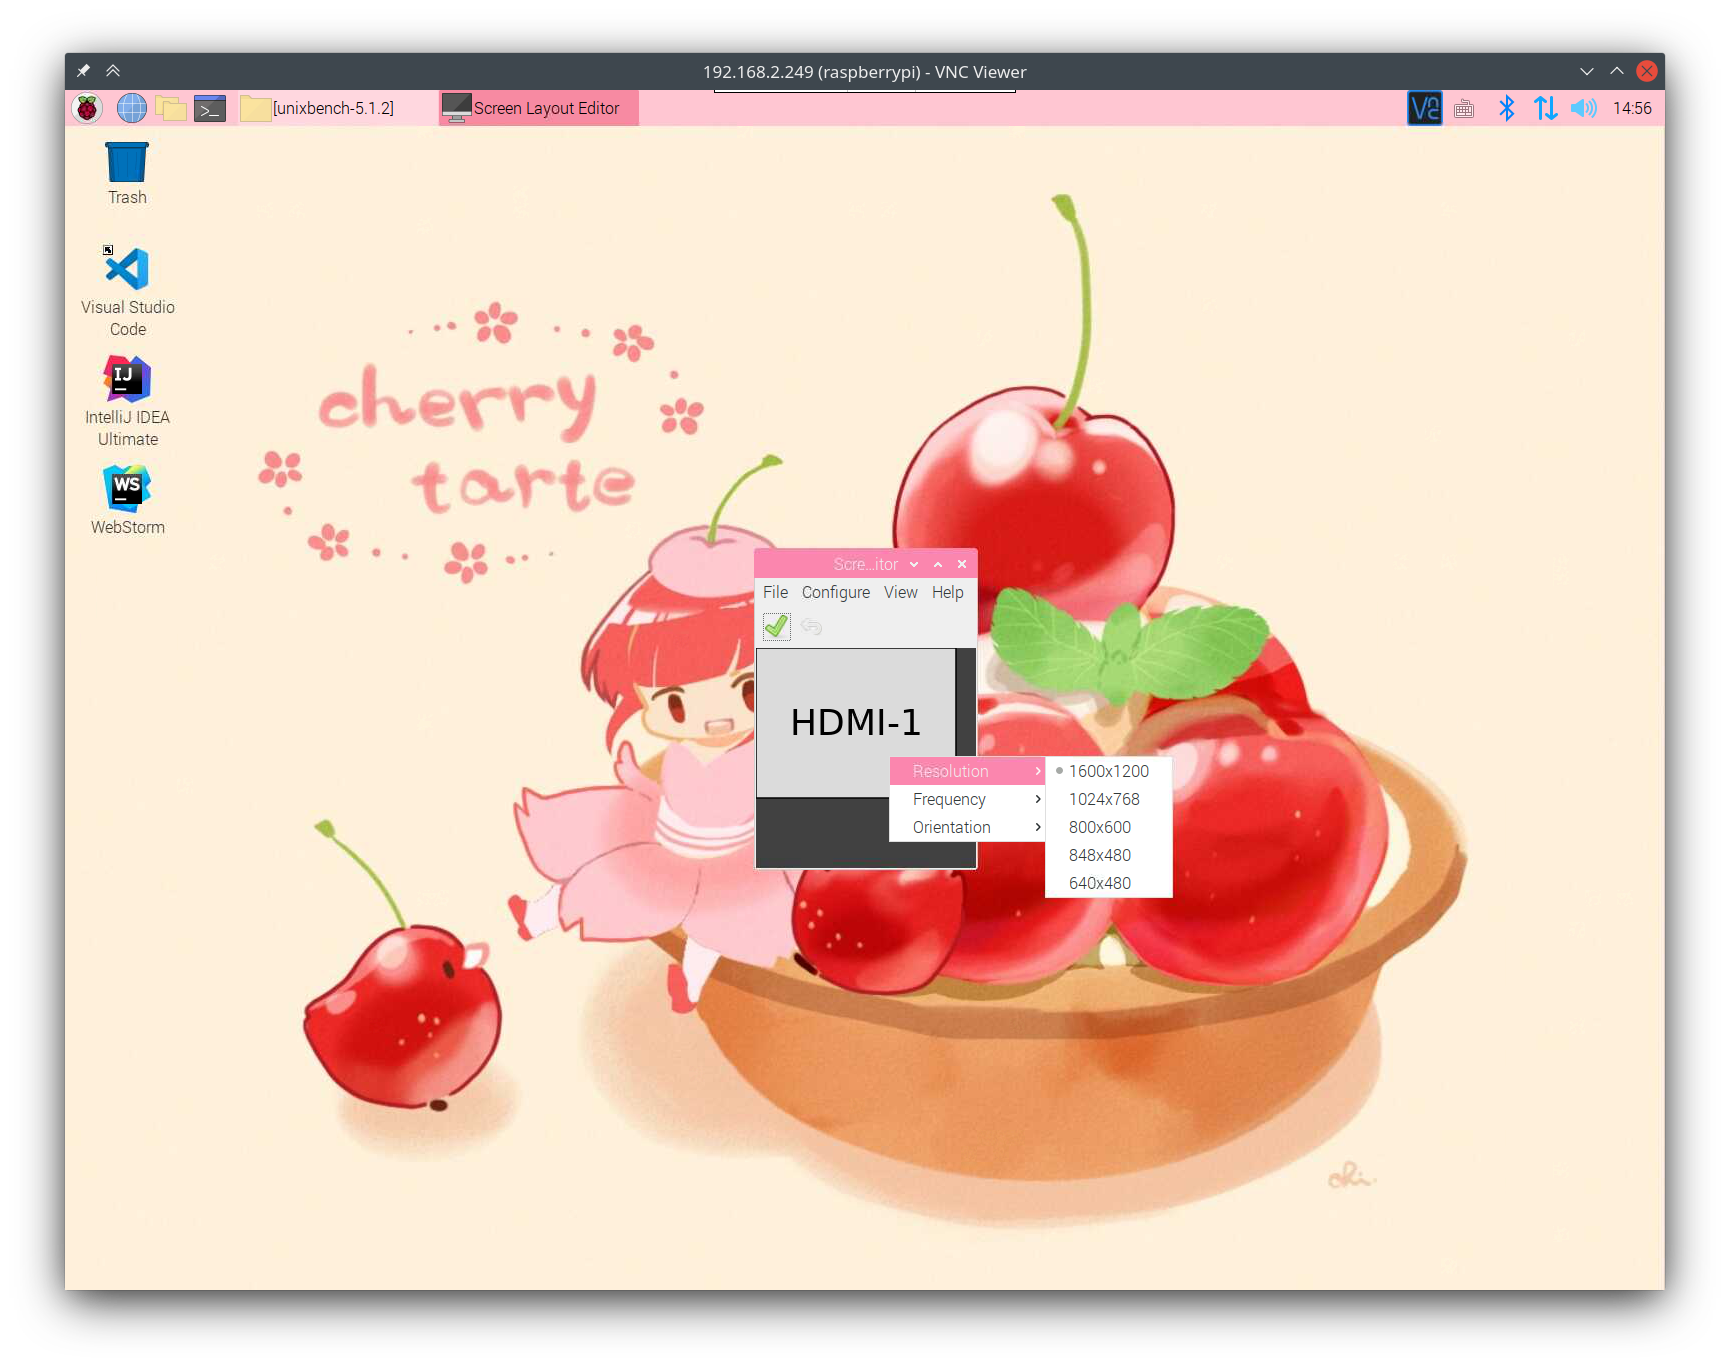 192.168.2.249 (raspberrypi) - VNC Viewer
[unixbench-5.1.2]
Screen Layout Editor
14:56
Trash
Visual Studio
Code
IJ
IntelliJ IDEA
Ultimate
WS
WebStorm
cherry
tarte
Scre...itor
File Configure View Help
HDMI-1
Resolution
Frequency
Orientation
1600x1200
1024x768
800x600
848x480
640x480